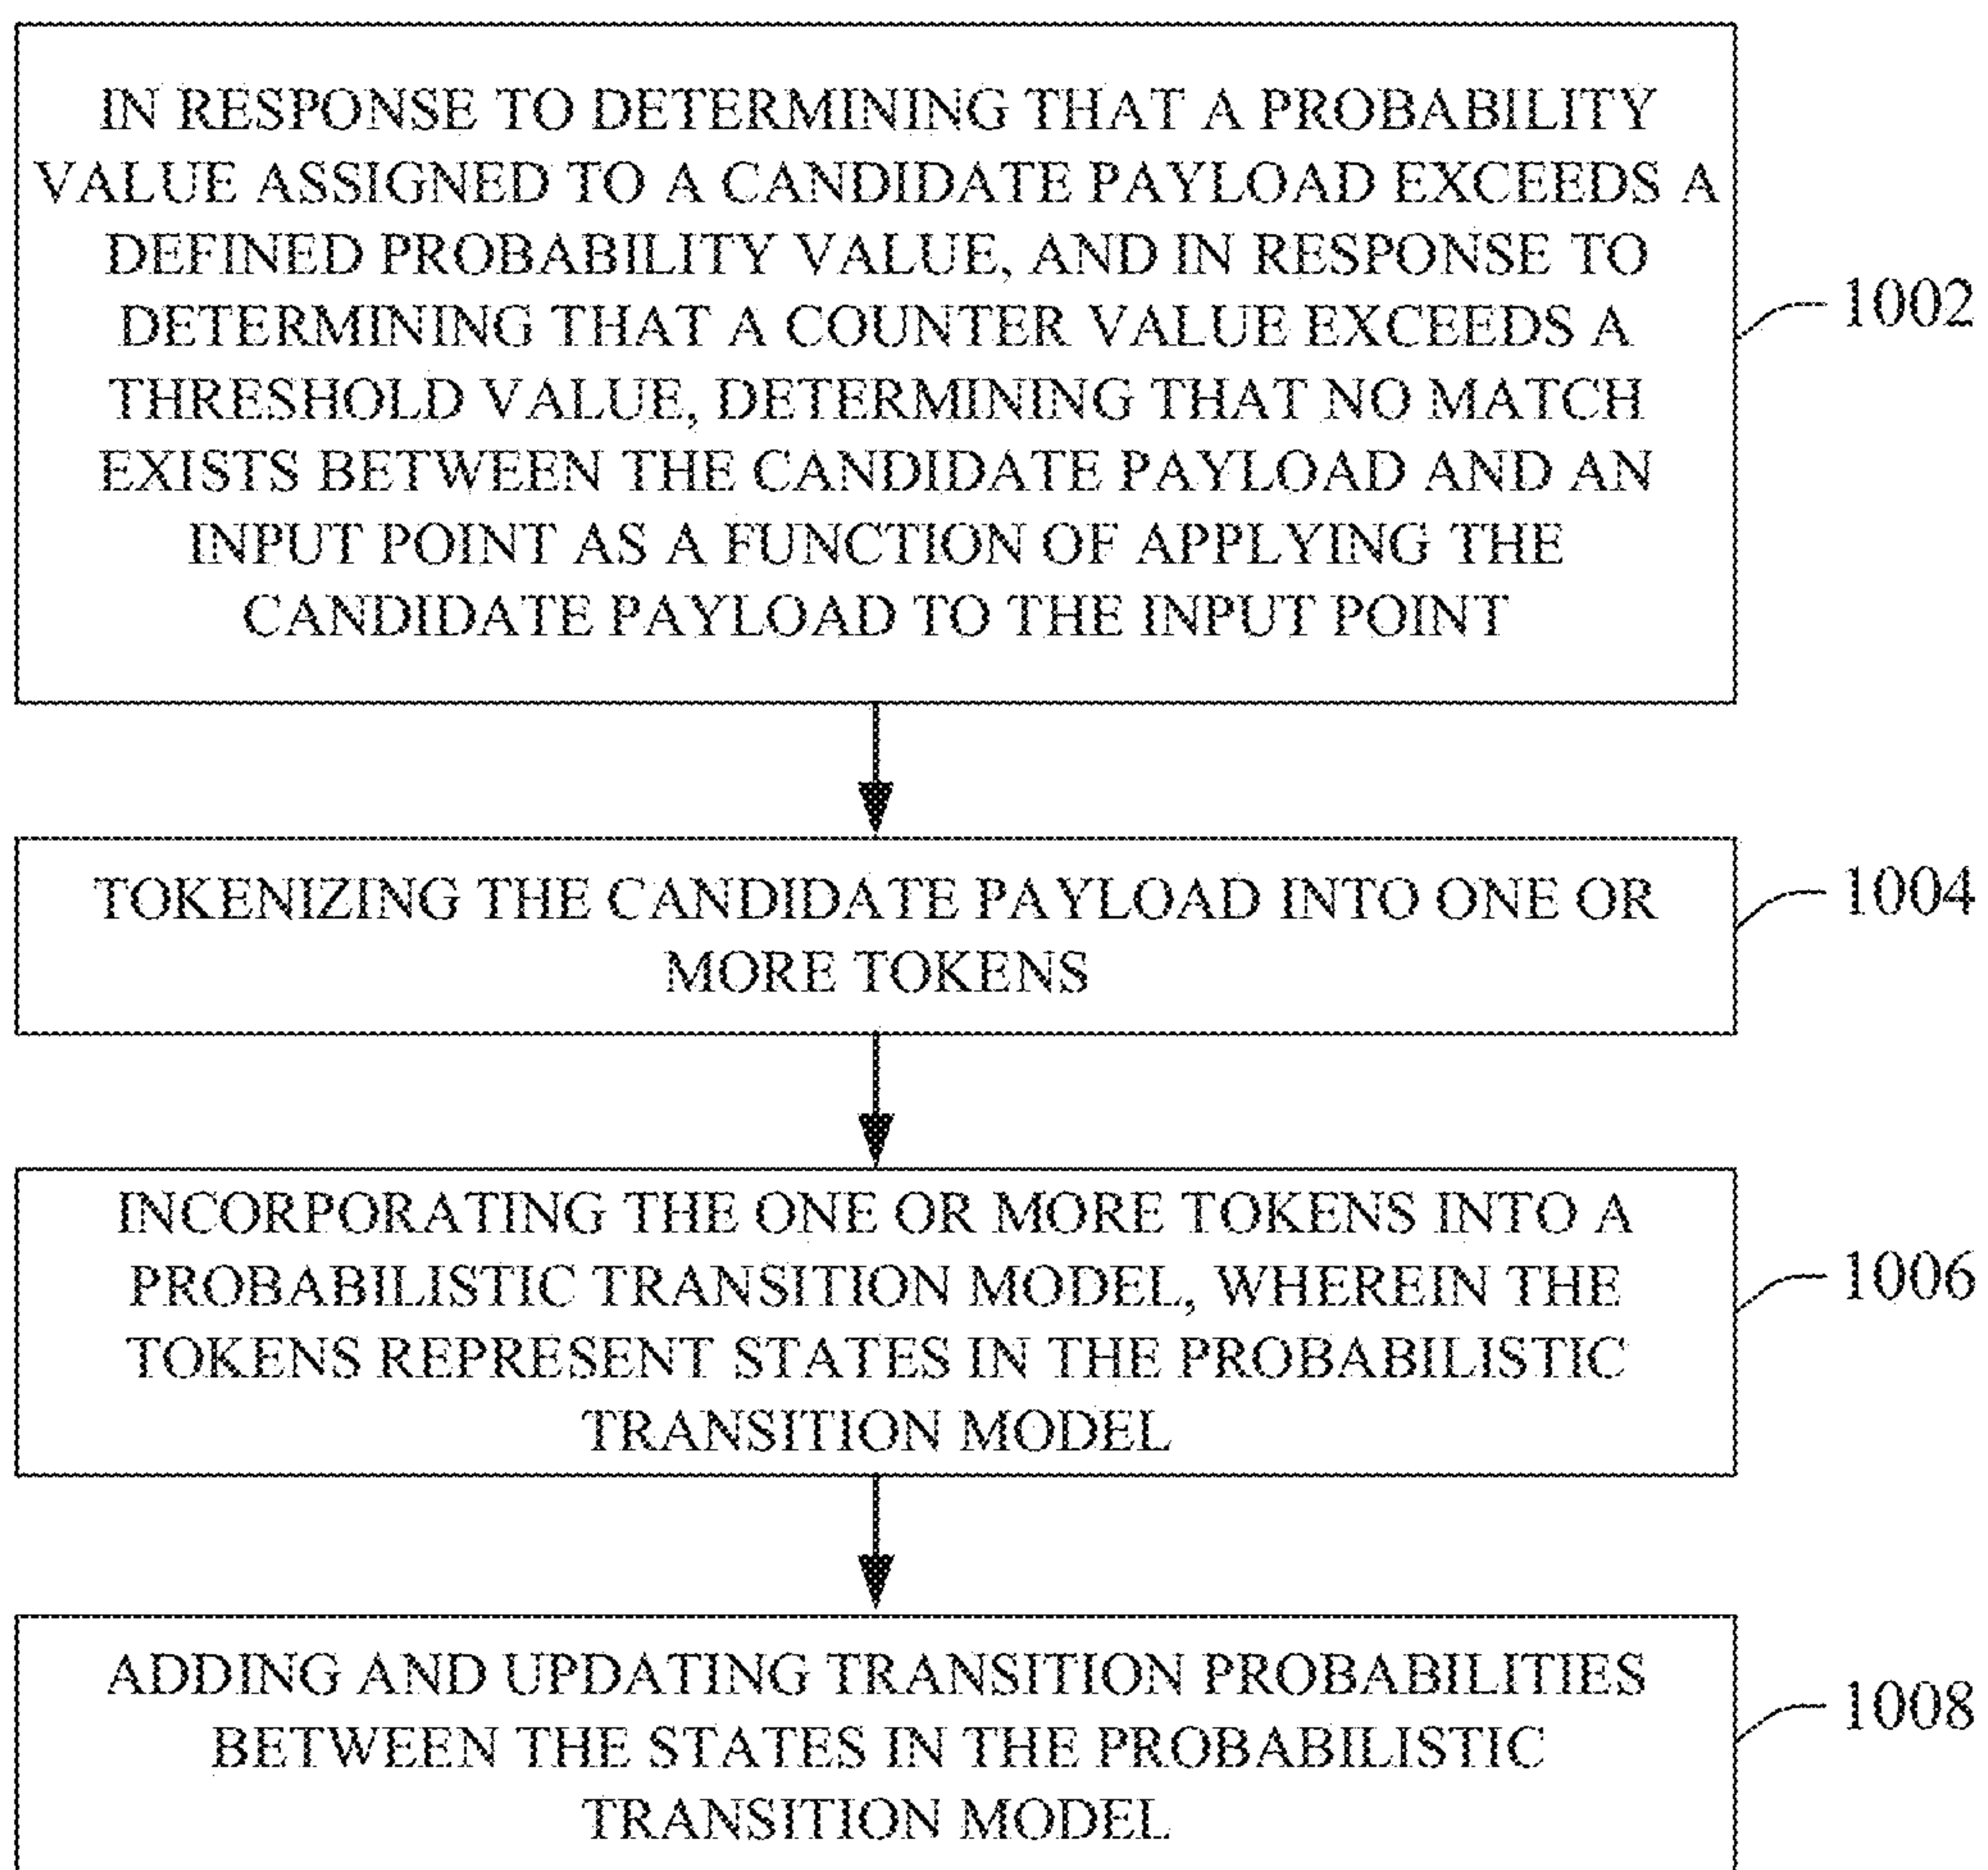 IN RESPONSE TO DETERMINING THAT A PROBABILITY
VALUE ASSIGNED TO A CANDIDATE PAYLOAD EXCEEDS A
DEFINED PROBABILITY VALUE, AND IN RESPONSE TO
DETERMINING THAT A COUNTER VALUE EXCEEDS A
THRESHOLD VALUE, DETERMINING THAT NO MATCH
EXISTS BETWEEN THE CANDIDATE PAYLOAD AND AN
INPUT POINT AS A FUNCTION OF APPLYING THE
CANDIDATE PAYLOAD TO THE INPUT POINT
1002
TOKENIZING THE CANDIDATE PAYLOAD INTO ONE OR
MORE TOKENS
1004
INCORPORATING THE ONE OR MORE TOKENS INTO A
PROBABILISTIC TRANSITION MODEL, WHEREIN THE
TOKENS REPRESENT STATES IN THE PROBABILISTIC
TRANSITION MODEL
1006
ADDING AND UPDATING TRANSITION PROBABILITIES
BETWEEN THE STATES IN THE PROBABILISTIC
TRANSITION MODEL
1008